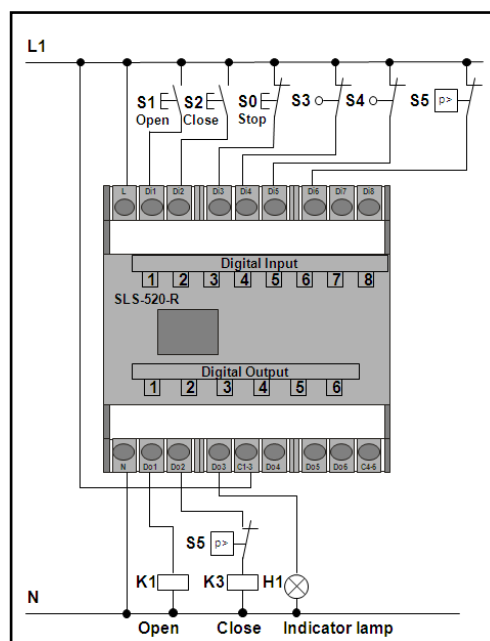 L1
S1 S2 S0 S3 S4 S5 p>
Open Close Stop
L Di1 Di2 Di3 Di4 Di5 Di6 Di7 Di8
Digital Input
1 2 3 4 5 6 7 8
SLS-520-R
Digital Output
1 2 3 4 5 6
N Do1 Do2 Do3 C1-3 Do4 Do5 Do6 C4-6
S5 p>
K1 K3 H1
N
Open Close Indicator lamp